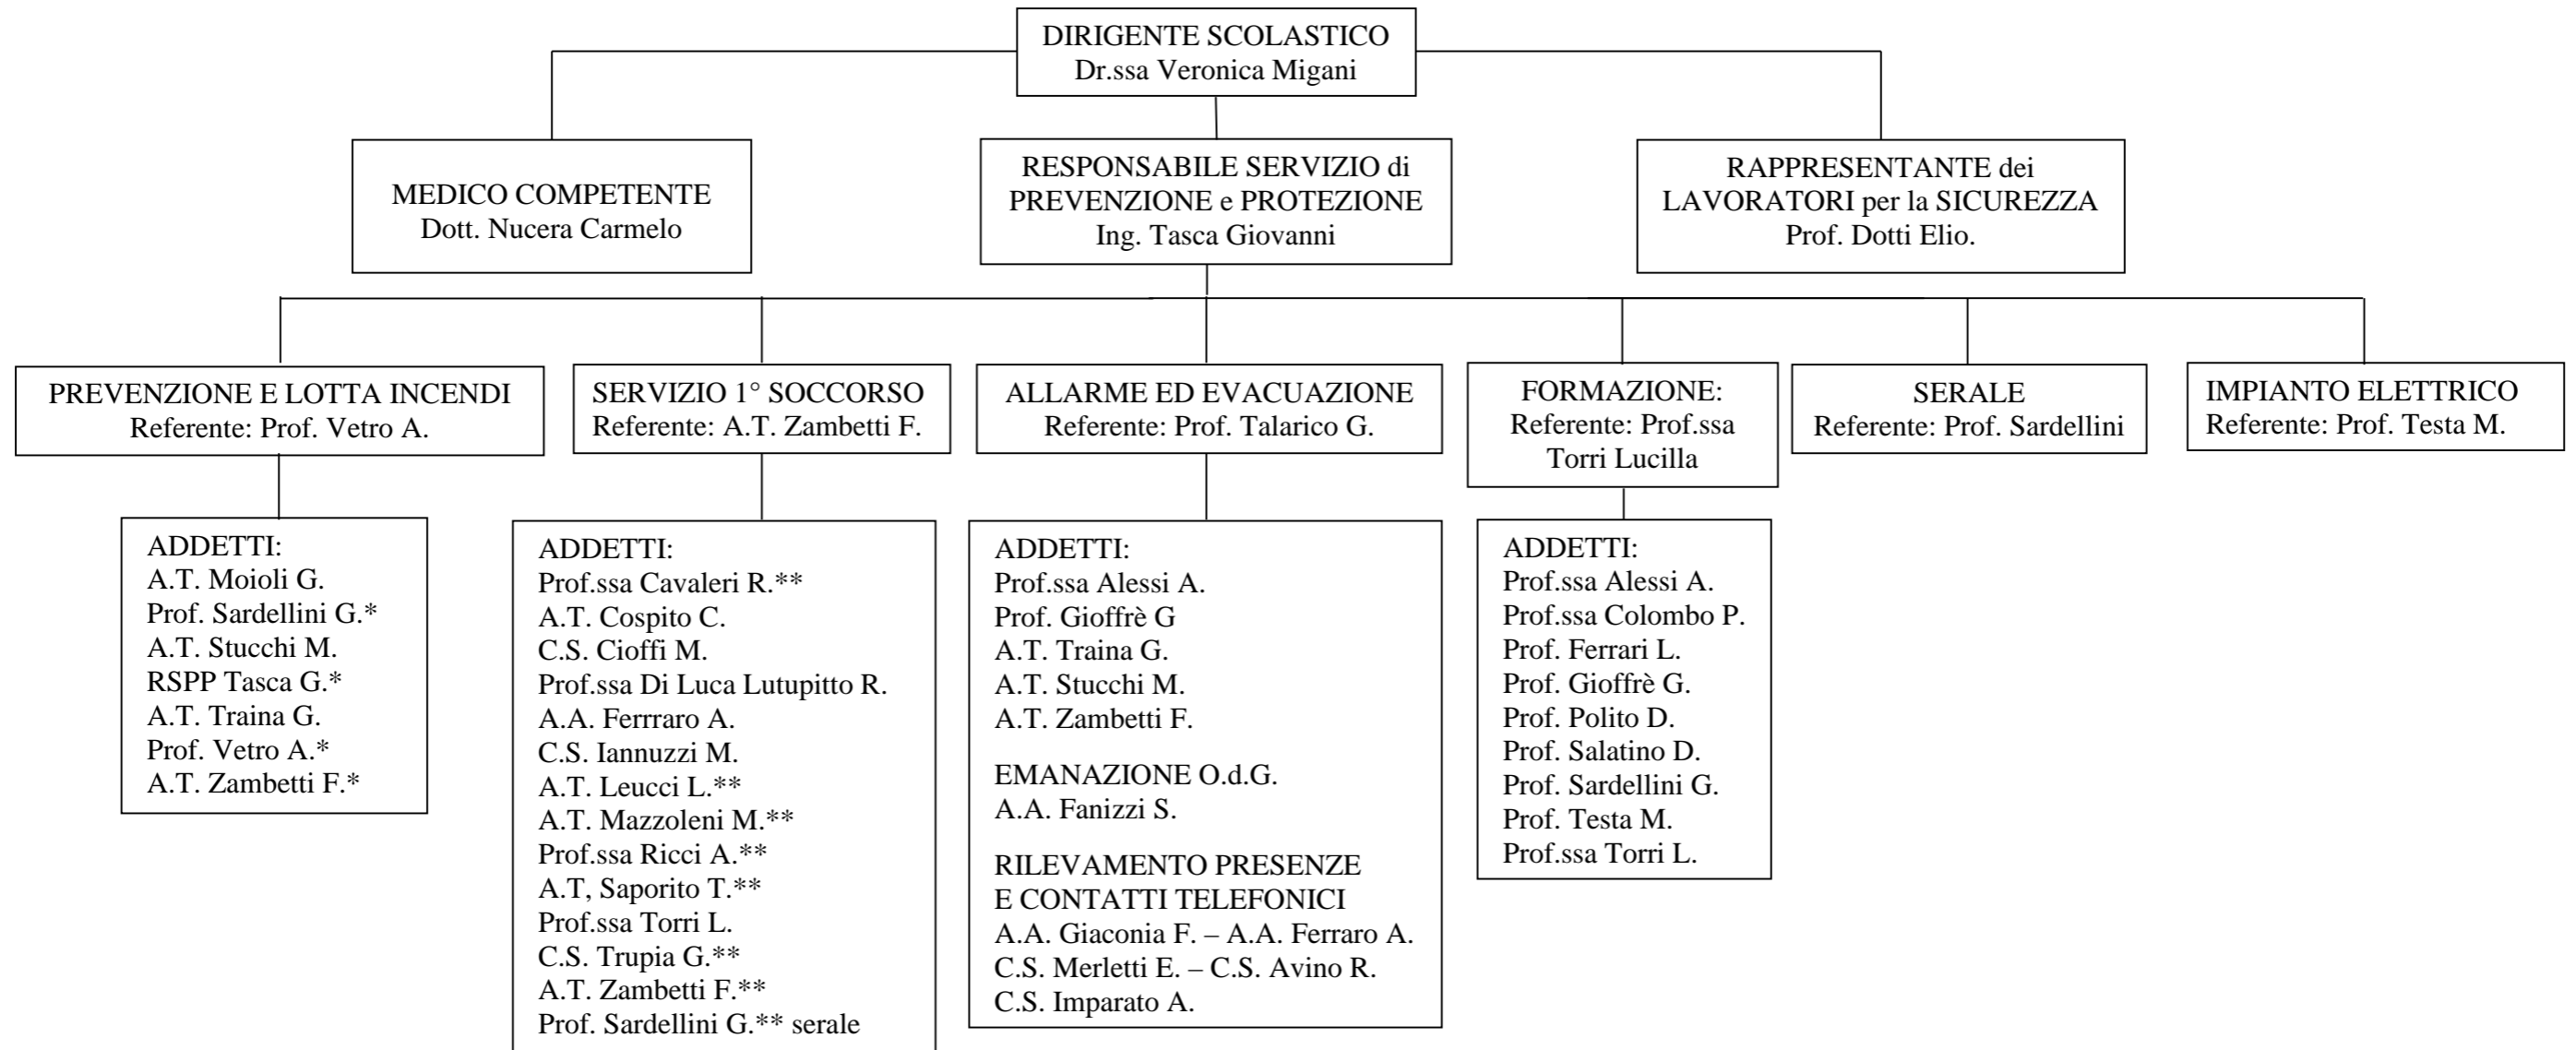 DIRIGENTE SCOLASTICO
Dr.ssa Veronica Migani
MEDICO COMPETENTE
Dott. Nucera Carmelo
RESPONSABILE SERVIZIO di
PREVENZIONE e PROTEZIONE
Ing. Tasca Giovanni
RAPPRESENTANTE dei
LAVORATORI per la SICUREZZA
Prof. Dotti Elio.
PREVENZIONE E LOTTA INCENDI
Referente: Prof. Vetro A.
SERVIZIO 1° SOCCORSO
Referente: A.T. Zambetti F.
ALLARME ED EVACUAZIONE
Referente: Prof. Talarico G.
FORMAZIONE:
Referente: Prof.ssa
Torri Lucilla
SERALE
Referente: Prof. Sardellini
IMPIANTO ELETTRICO
Referente: Prof. Testa M.
ADDETTI:
A.T. Moioli G.
Prof. Sardellini G.*
A.T. Stucchi M.
RSPP Tasca G.*
A.T. Traina G.
Prof. Vetro A.*
A.T. Zambetti F.*
ADDETTI:
Prof.ssa Cavaleri R.**
A.T. Cospito C.
C.S. Cioffi M.
Prof.ssa Di Luca Lutupitto R.
A.A. Ferrraro A.
C.S. Iannuzzi M.
A.T. Leucci L.**
A.T. Mazzoleni M.**
Prof.ssa Ricci A.**
A.T, Saporito T.**
Prof.ssa Torri L.
C.S. Trupia G.**
A.T. Zambetti F.**
Prof. Sardellini G.** serale
ADDETTI:
Prof.ssa Alessi A.
Prof. Gioffrè G
A.T. Traina G.
A.T. Stucchi M.
A.T. Zambetti F.
EMANAZIONE O.d.G.
A.A. Fanizzi S.
RILEVAMENTO PRESENZE
E CONTATTI TELEFONICI
A.A. Giaconia F. – A.A. Ferraro A.
C.S. Merletti E. – C.S. Avino R.
C.S. Imparato A.
ADDETTI:
Prof.ssa Alessi A.
Prof.ssa Colombo P.
Prof. Ferrari L.
Prof. Gioffrè G.
Prof. Polito D.
Prof. Salatino D.
Prof. Sardellini G.
Prof. Testa M.
Prof.ssa Torri L.